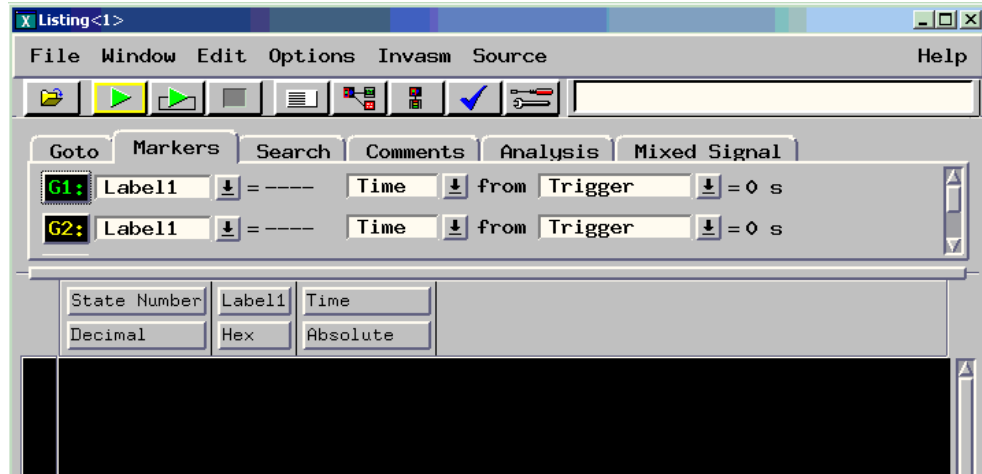 X Listing<1>
File Window Edit Options Invasm Source Help
Goto Markers Search Comments Analysis Mixed Signal
G1: Label1 =---- Time from Trigger =0 s
G2: Label1 =---- Time from Trigger =0 s
State Number Label1 Time
Decimal Hex Absolute